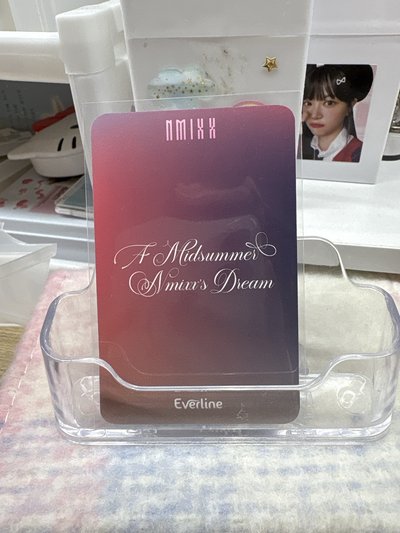 NMIXX
A Midsummer
Nmixx's Dream
Everline